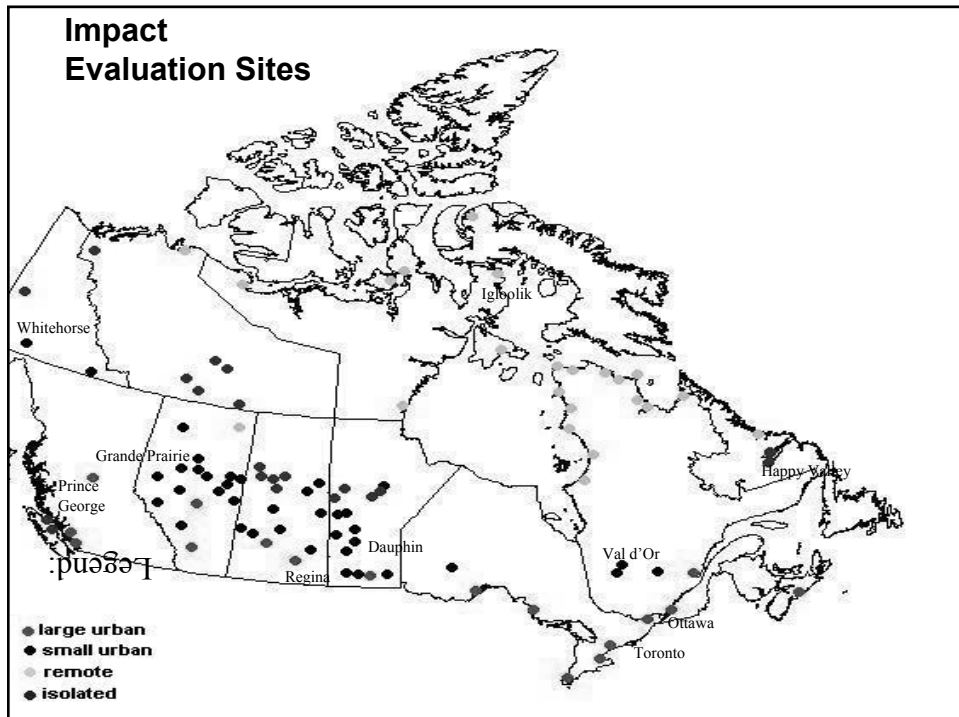 Impact
Evaluation Sites
Igloolik
Whitehorse
Grande Prairie
Happy Valley
Prince
George
Dauphin
Val d'Or
Legend:
Regina
Ottawa
large urban
small urban
Toronto
remote
isolated